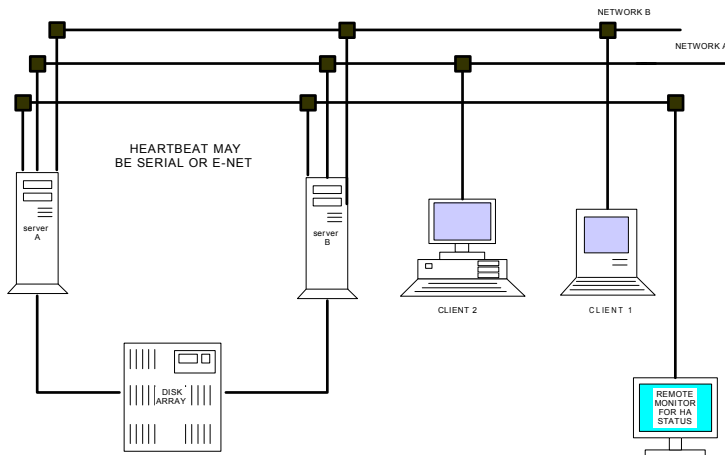 NETWORK B
NETWORK A
HEARTBEAT MAY
BE SERIAL OR E-NET
server
A
server
B
CLIENT 2
CLIENT 1
DISK
ARRAY
REMOTE
MONITOR
FOR HA
STATUS